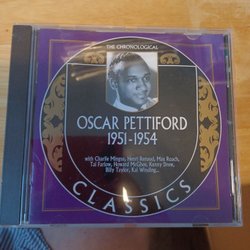 THE CHRONOLOGICAL
OSCAR PETTIFORD
1951-1954
with Charlie Mingus, Henri Renaud, Max Roach,
Tal Farlow, Howard McGhee, Kenny Drew,
Billy Taylor, Kai Winding...
CLASSICS